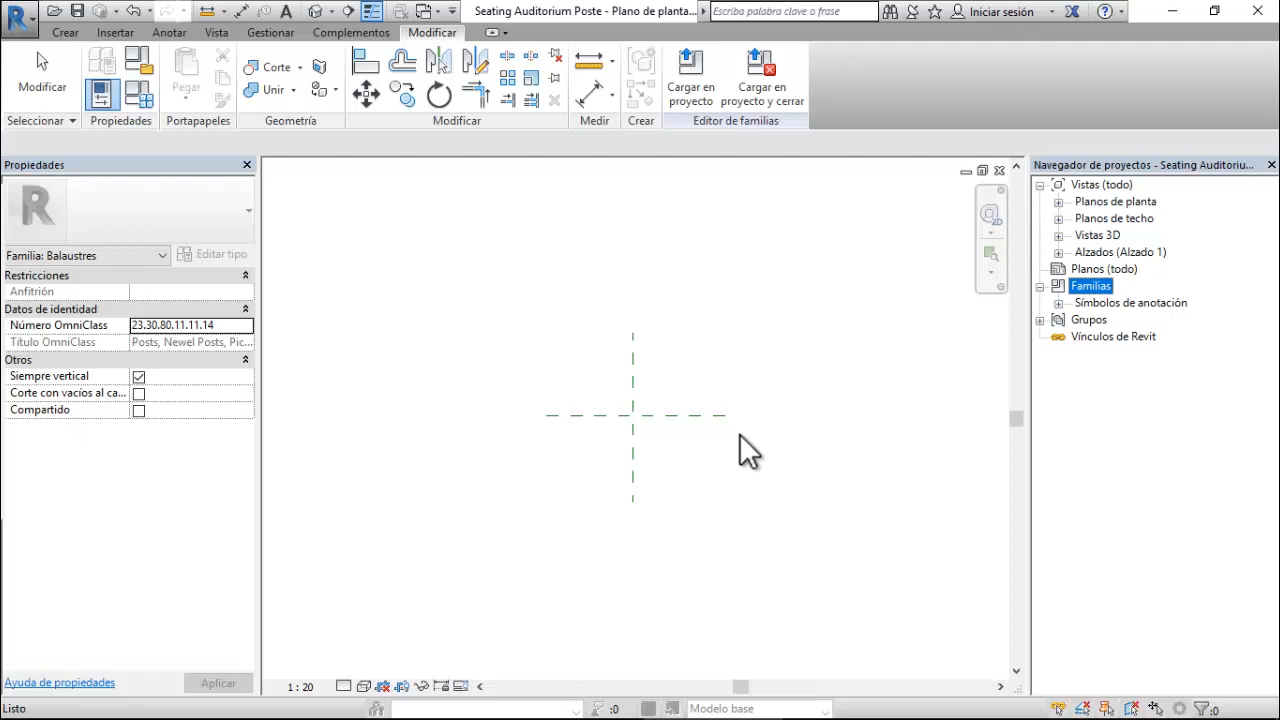 Seating Auditorium Poste - Plano de planta...
Escriba palabra clave o frase
Iniciar sesión
Crear
Insertar
Anotar
Vista
Gestionar
Complementos
Modificar
Modificar
Pegar
Corte
Unir
Cargar en
proyecto
Cargar en
proyecto y cerrar
Seleccionar
Propiedades
Portapapeles
Geometría
Modificar
Medir
Crear
Editor de familias
Propiedades
Familia: Balaustres
Editar tipo
Restricciones
Anfitrión
Datos de identidad
Número OmniClass
23.30.80.11.11.14
Título OmniClass
Posts, Newel Posts, Pic...
Otros
Siempre vertical
Corte con vacíos al ca...
Compartido
Ayuda de propiedades
Aplicar
2D
1 : 20
Navegador de proyectos - Seating Auditoriu...
Vistas (todo)
Planos de planta
Planos de techo
Vistas 3D
Alzados (Alzado 1)
Planos (todo)
Familias
Símbolos de anotación
Grupos
Vínculos de Revit
Listo
:0
Modelo base
:0